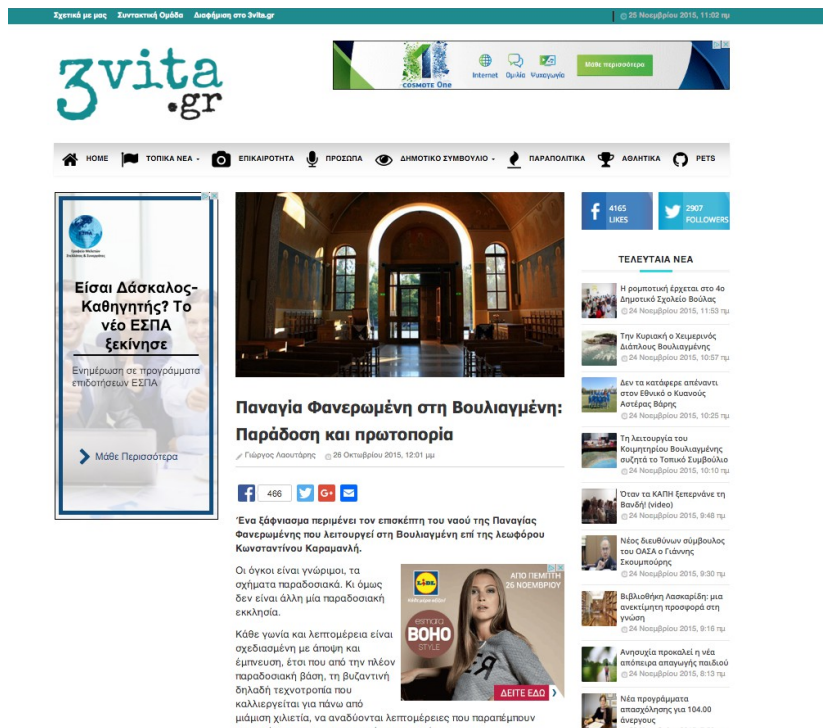 Σχετικά με μας Συντακτική Ομάδα Διαφήμιση στο 3vita.gr
25 Νοεμβρίου 2015, 11:02 πμ
3vita
.gr
COSMOTE One
Internet Ομιλία Ψυχαγωγία
Μάθε περισσότερα
HOME ΤΟΠΙΚΑ ΝΕΑ ΕΠΙΚΑΙΡΟΤΗΤΑ ΠΡΟΣΩΠΑ ΔΗΜΟΤΙΚΟ ΣΥΜΒΟΥΛΙΟ ΠΑΡΑΠΟΛΙΤΙΚΑ ΑΘΛΗΤΙΚΑ PETS
Είσαι Δάσκαλος-
Καθηγητής? Το
νέο ΕΣΠΑ
ξεκίνησε
Ενημέρωση σε προγράμματα
επιδοτήσεων ΕΣΠΑ
Μάθε Περισσότερα
Παναγία Φανερωμένη στη Βουλιαγμένη:
Παράδοση και πρωτοπορία
Γιώργος Λαουτάρης 26 Οκτωβρίου 2015, 12:01 μμ
466
Ένα ξάφνιασμα περιμένει τον επισκέπτη του ναού της Παναγίας
Φανερωμένης που λειτουργεί στη Βουλιαγμένη επί της λεωφόρου
Κωνσταντίνου Καραμανλή.
Οι όγκοι είναι γνώριμοι, τα
σχήματα παραδοσιακά. Κι όμως
δεν είναι άλλη μία παραδοσιακή
εκκλησία.
Κάθε γωνία και λεπτομέρεια είναι
σχεδιασμένη με άποψη και
έμπνευση, έτσι που από την πλέον
παραδοσιακή βάση, τη βυζαντινή
δηλαδή τεχνοτροπία που
καλλιεργείται για πάνω από
μιάμιση χιλιετία, να αναδύονται λεπτομέρειες που παραπέμπουν
LIDL
esmara
BOHO
STYLE
ΑΠΟ ΠΕΜΠΤΗ
26 ΝΟΕΜΒΡΙΟΥ
ΔΕΙΤΕ ΕΔΩ
4165
LIKES
2907
FOLLOWERS
ΤΕΛΕΥΤΑΙΑ ΝΕΑ
Η ρομποτική έρχεται στο 4ο
Δημοτικό Σχολείο Βούλας
24 Νοεμβρίου 2015, 11:53 πμ
Την Κυριακή ο Χειμερινός
Διάπλους Βουλιαγμένης
24 Νοεμβρίου 2015, 10:57 πμ
Δεν τα κατάφερε απέναντι
στον Εθνικό ο Κυανούς
Αστέρας Βάρης
24 Νοεμβρίου 2015, 10:25 πμ
Τη λειτουργία του
Κοιμητηρίου Βουλιαγμένης
συζητά το Τοπικό Συμβούλιο
24 Νοεμβρίου 2015, 10:10 πμ
Όταν τα ΚΑΠΗ ξεπερνάνε τη
Βανδή! (video)
24 Νοεμβρίου 2015, 9:48 πμ
Νέος διευθύνων σύμβουλος
του ΟΑΣΑ ο Γιάννης
Σκουμπούρης
24 Νοεμβρίου 2015, 9:30 πμ
Βιβλιοθήκη Λασκαρίδη: μια
ανεκτίμητη προσφορά στη
γνώση
24 Νοεμβρίου 2015, 9:16 πμ
Ανησυχία προκαλεί η νέα
απόπειρα απαγωγής παιδιού
24 Νοεμβρίου 2015, 8:13 πμ
Νέα προγράμματα
απασχόλησης για 104.000
άνεργους